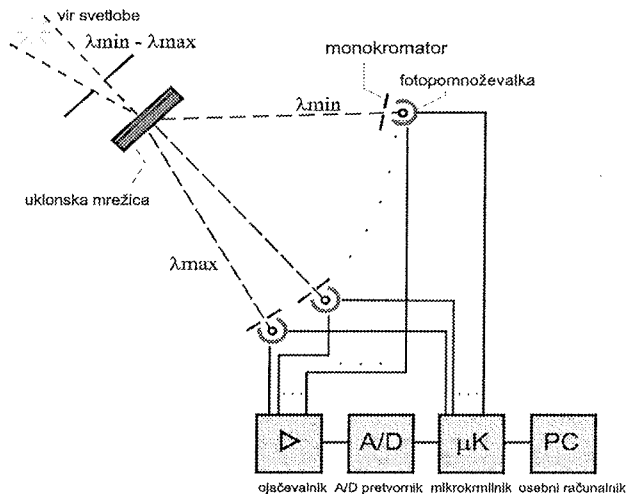 vir svetlobe
λmin - λmax
monokromator
fotopomnoževalka
λmin
uklonska mrežica
λmax
A/D
μK
PC
ojačevalnik
A/D pretvornik
mikrokrmilnik
osebni računalnik